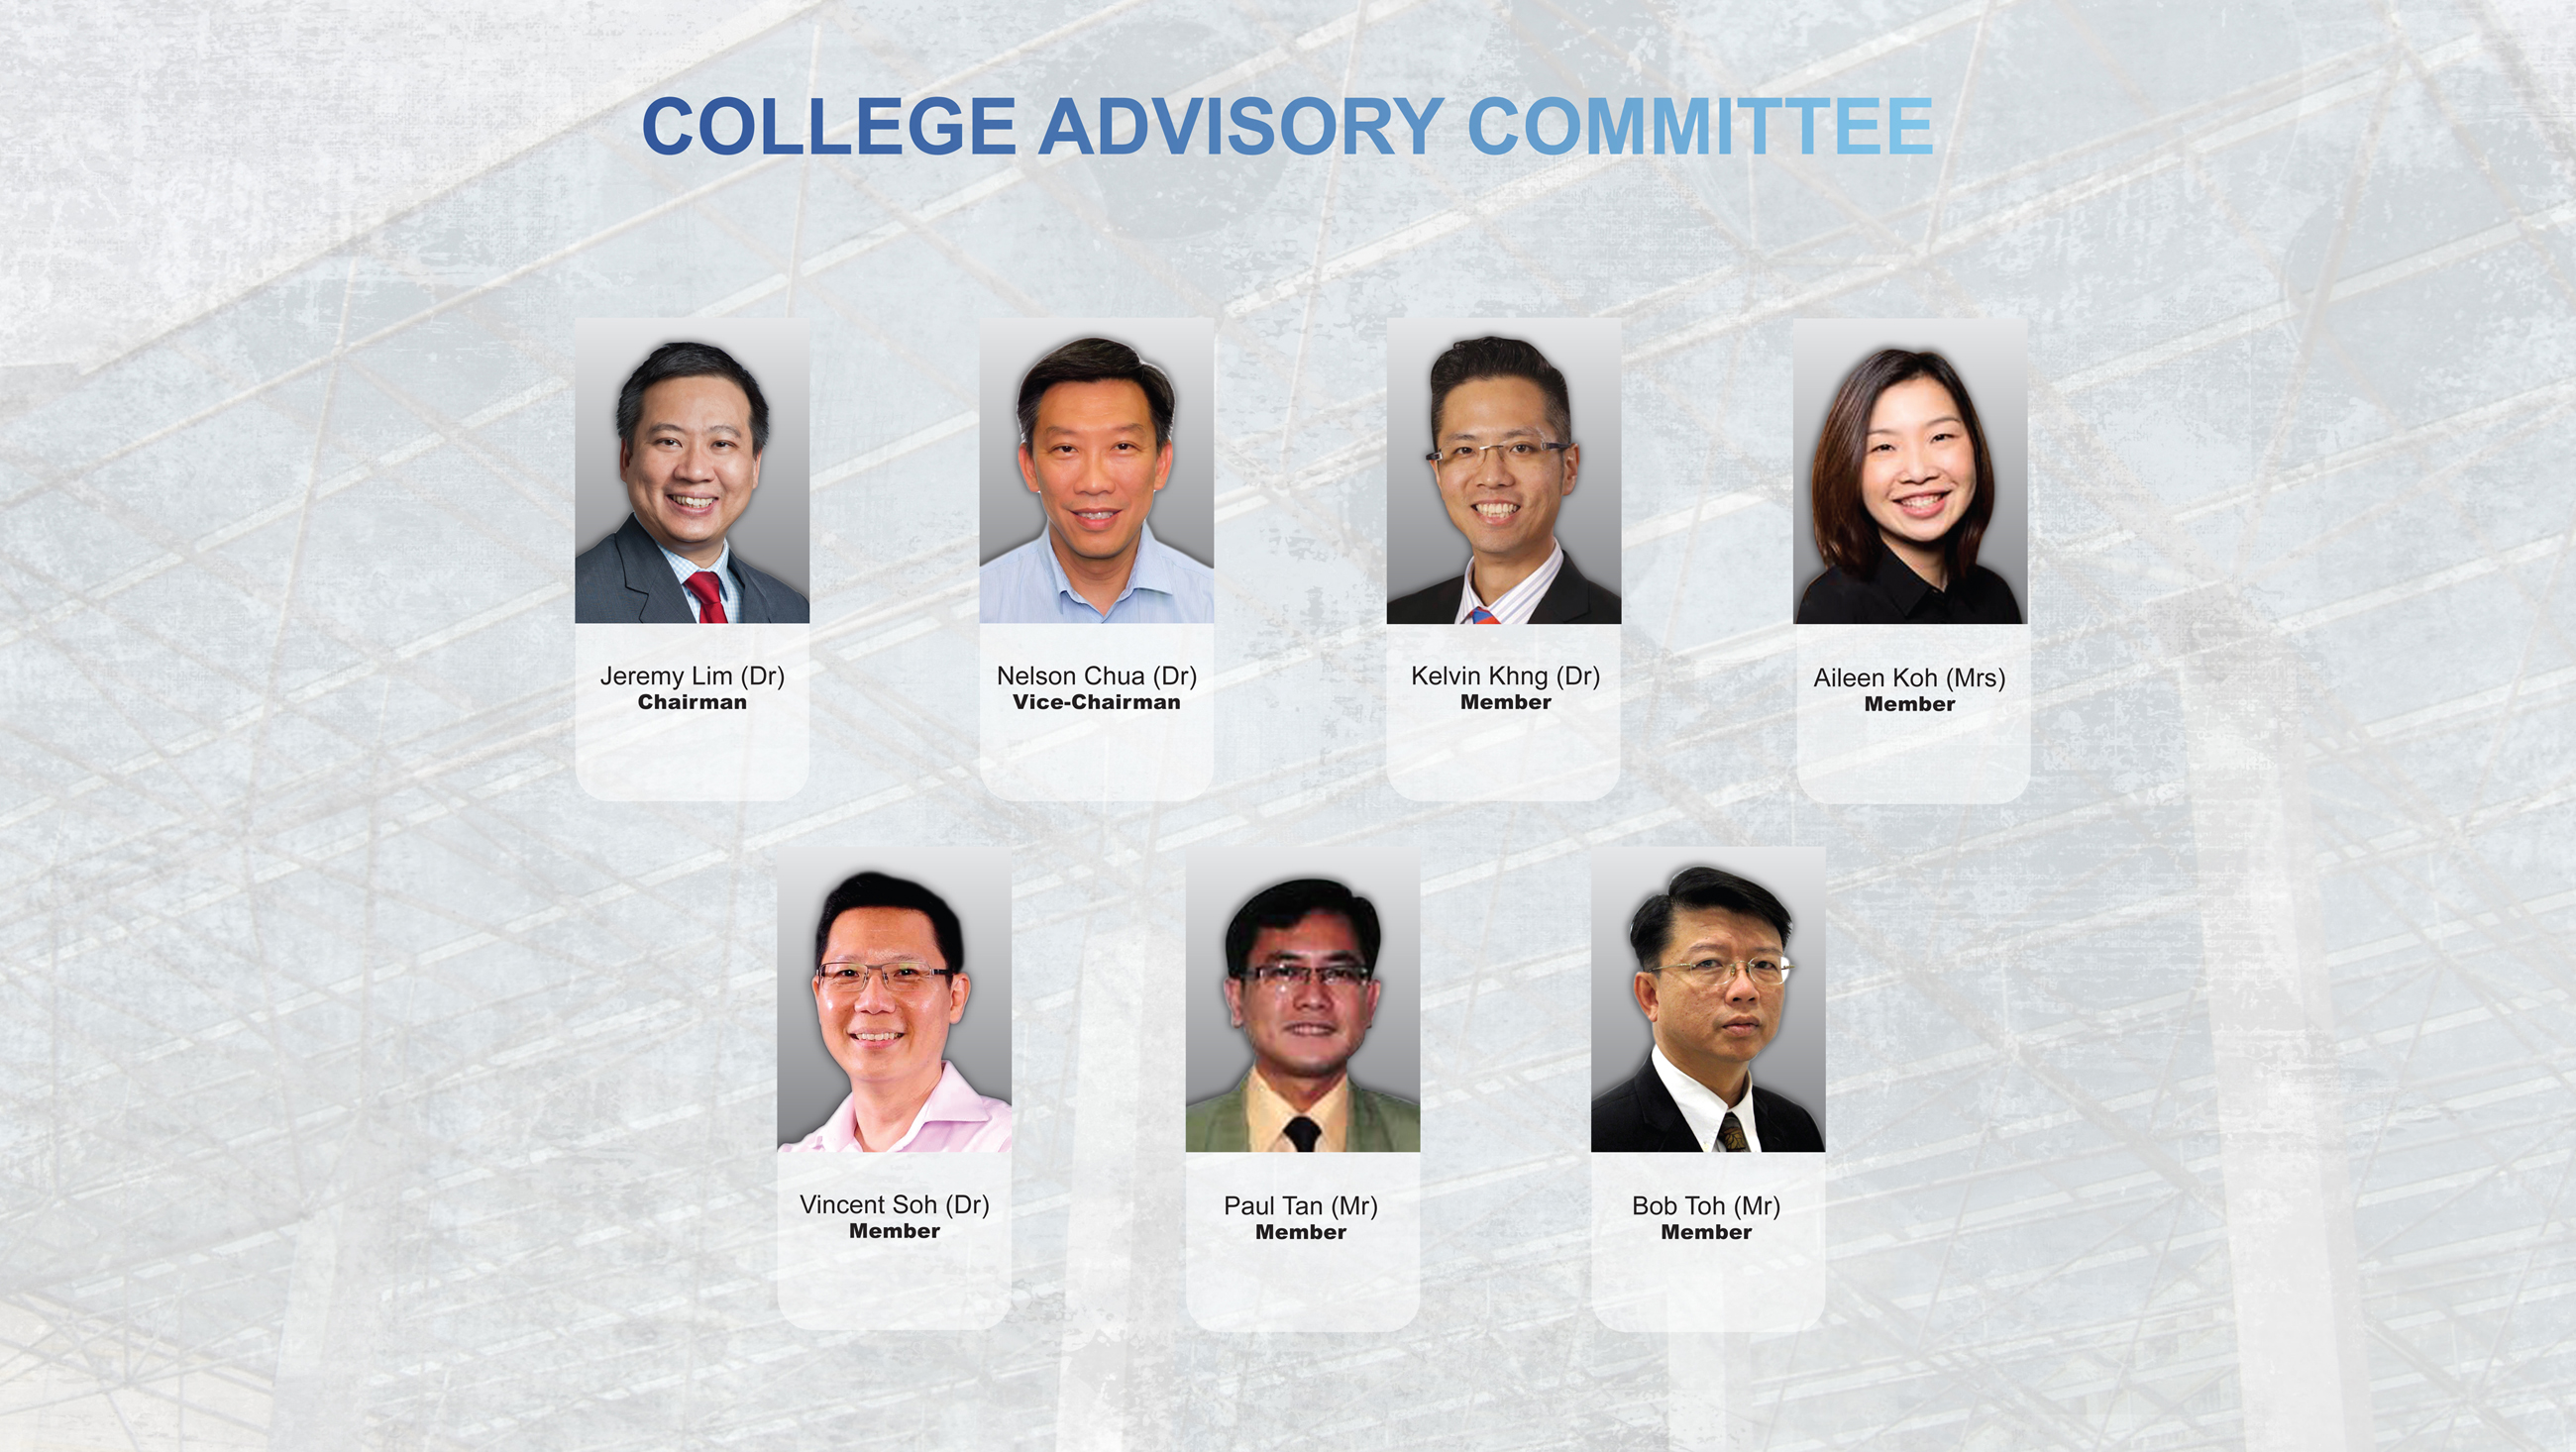 COLLEGE ADVISORY COMMITTEE
Jeremy Lim (Dr)
Chairman
Nelson Chua (Dr)
Vice-Chairman
Kelvin Khng (Dr)
Member
Aileen Koh (Mrs)
Member
Vincent Soh (Dr)
Member
Paul Tan (Mr)
Member
Bob Toh (Mr)
Member